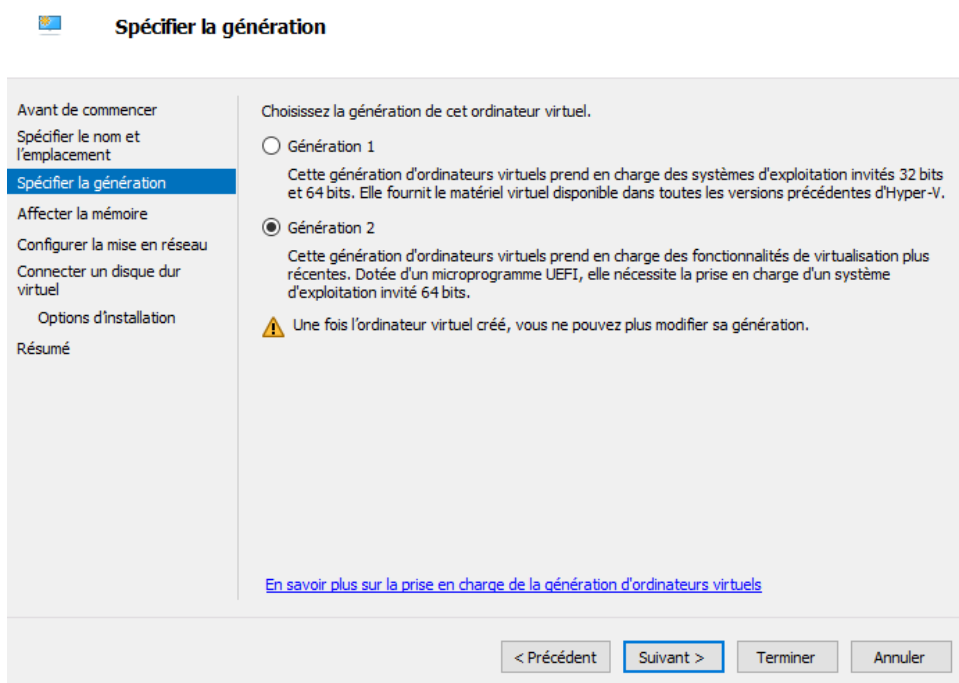 Spécifier la génération
Avant de commencer
Spécifier le nom et
l'emplacement
Spécifier la génération
Affecter la mémoire
Configurer la mise en réseau
Connecter un disque dur
virtuel
Options d'installation
Résumé
Choisissez la génération de cet ordinateur virtuel.
Génération 1
Cette génération d'ordinateurs virtuels prend en charge des systèmes d'exploitation invités 32 bits
et 64 bits. Elle fournit le matériel virtuel disponible dans toutes les versions précédentes d'Hyper-V.
Génération 2
Cette génération d'ordinateurs virtuels prend en charge des fonctionnalités de virtualisation plus
récentes. Dotée d'un microprogramme UEFI, elle nécessite la prise en charge d'un système
d'exploitation invité 64 bits.
Une fois l'ordinateur virtuel créé, vous ne pouvez plus modifier sa génération.
En savoir plus sur la prise en charge de la génération d'ordinateurs virtuels
< Précédent Suivant > Terminer Annuler